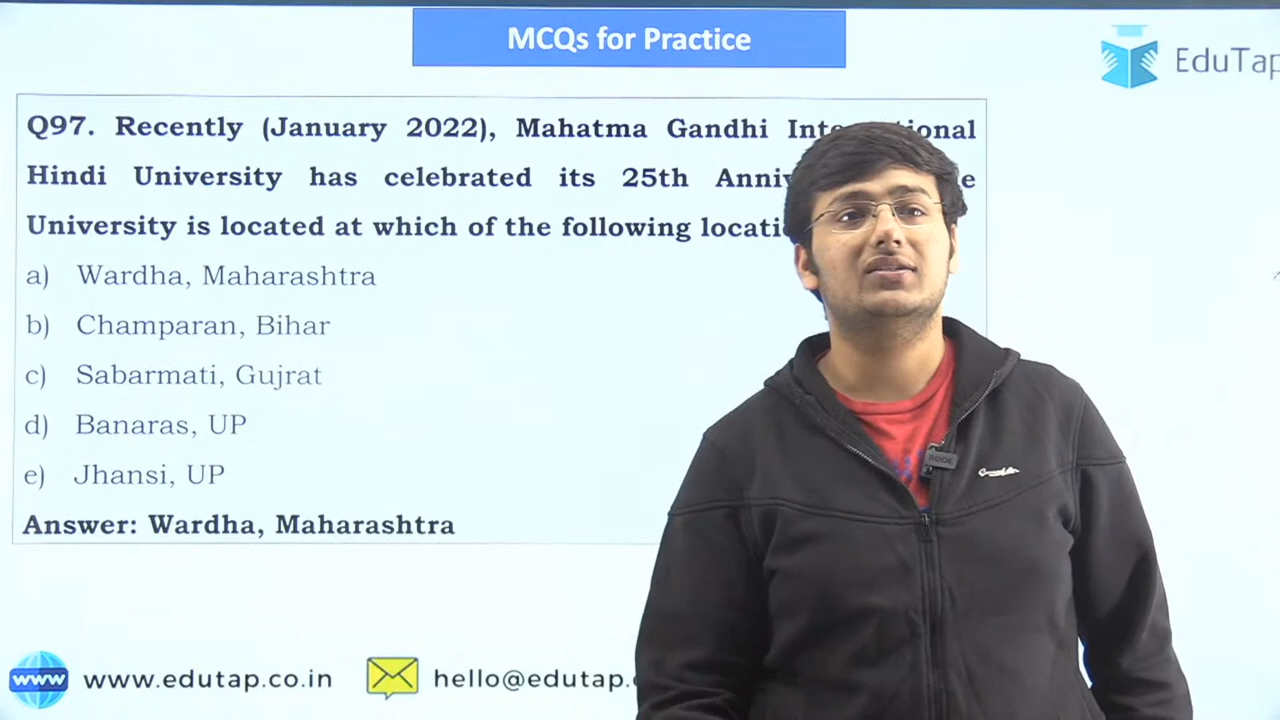 MCQs for Practice
EduTap
Q97. Recently (January 2022), Mahatma Gandhi
Hindi University has celebrated its 25th
University is located at which of the following
a) Wardha, Maharashtra
b) Champaran, Bihar
c) Sabarmati, Gujrat
d) Banaras, UP
e) Jhansi, UP
Answer: Wardha, Maharashtra
RODE
www www.edutap.co.in hello@edutap.